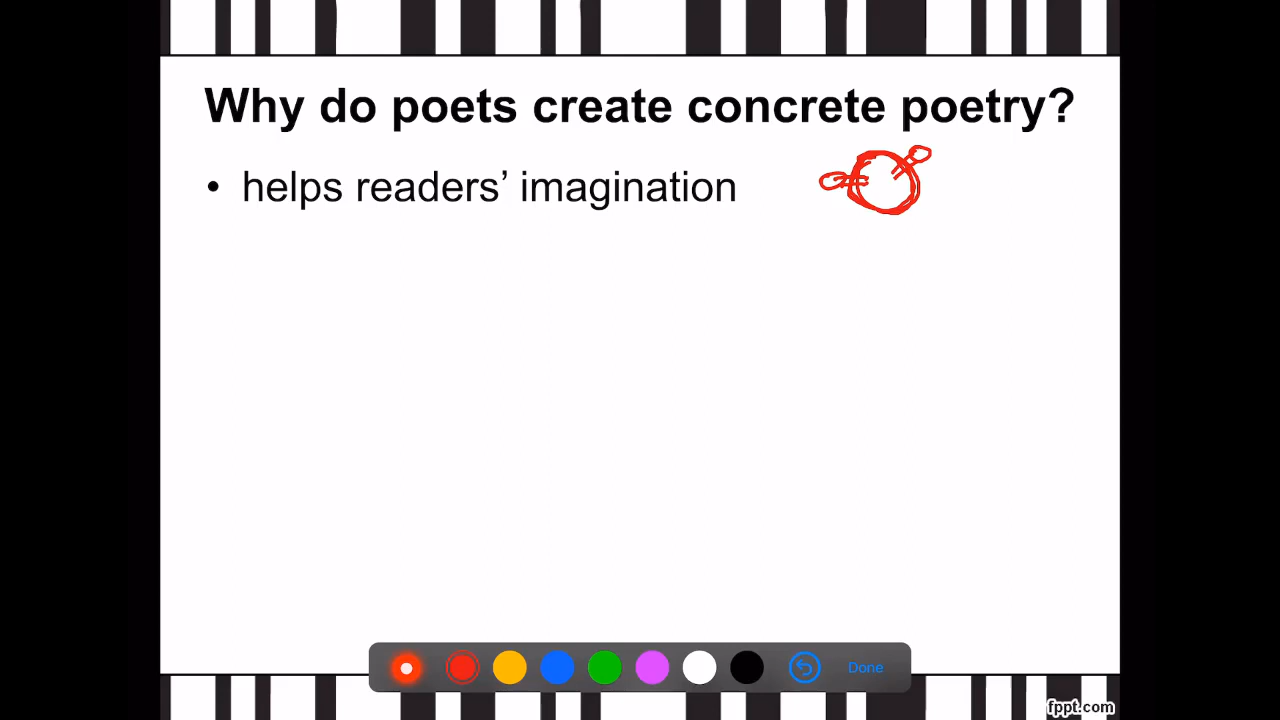 Why do poets create concrete poetry?
• helps readers’ imagination
Done
fppt.com